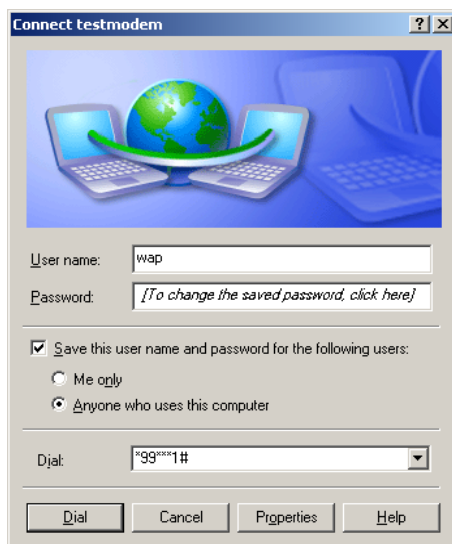 Connect testmodem
User name: wap
Password: [To change the saved password, click here]
Save this user name and password for the following users:
Me only
Anyone who uses this computer
Dial: *99***1#
Dial Cancel Properties Help